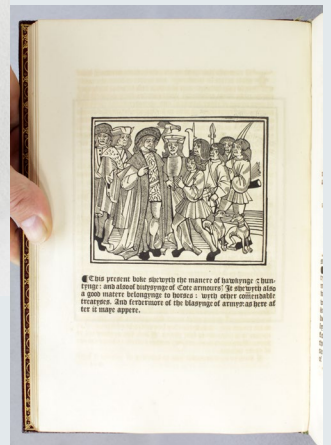 ¶This present boke shewyth the manere of hawkynge ⁊ hun-
tynge: and also of diuysynge of Cote armours. It shewyth also
a good matere belongynge to horses: wyth other cōmendable
treatyses. And ferdermore of the blasynge of armys: as here af
ter it maye appere.